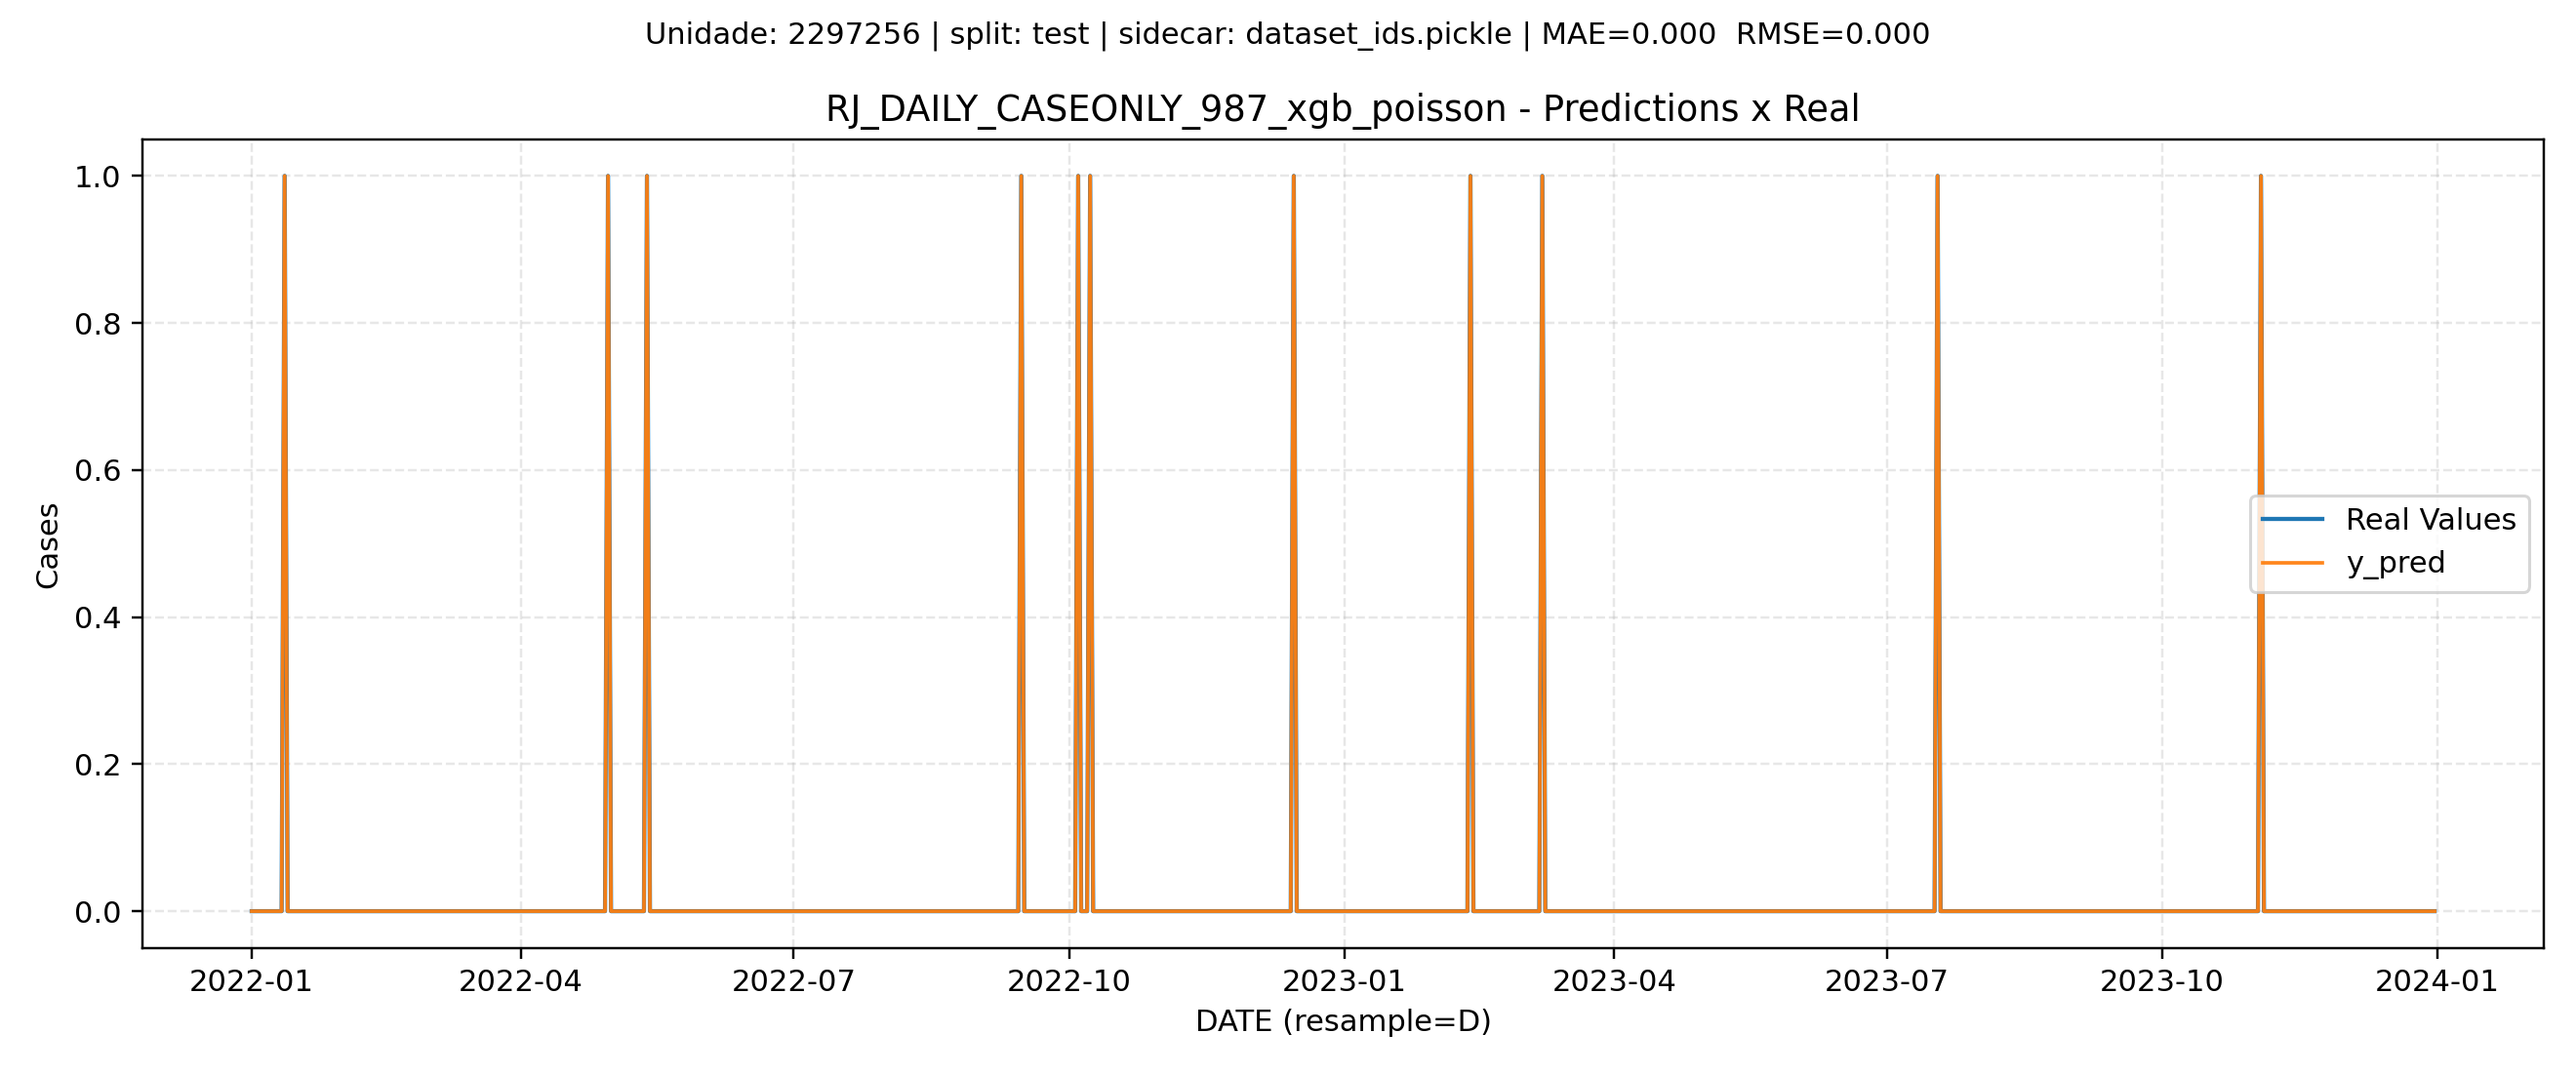 Unidade: 2297256 | split: test | sidecar: dataset_ids.pickle | MAE=0.000  RMSE=0.000
RJ_DAILY_CASEONLY_987_xgb_poisson - Predictions x Real
1.0
0.8
0.6
0.4
0.2
0.0
Cases
Real Values
y_pred
2022-01 2022-04 2022-07 2022-10 2023-01 2023-04 2023-07 2023-10 2024-01
DATE (resample=D)